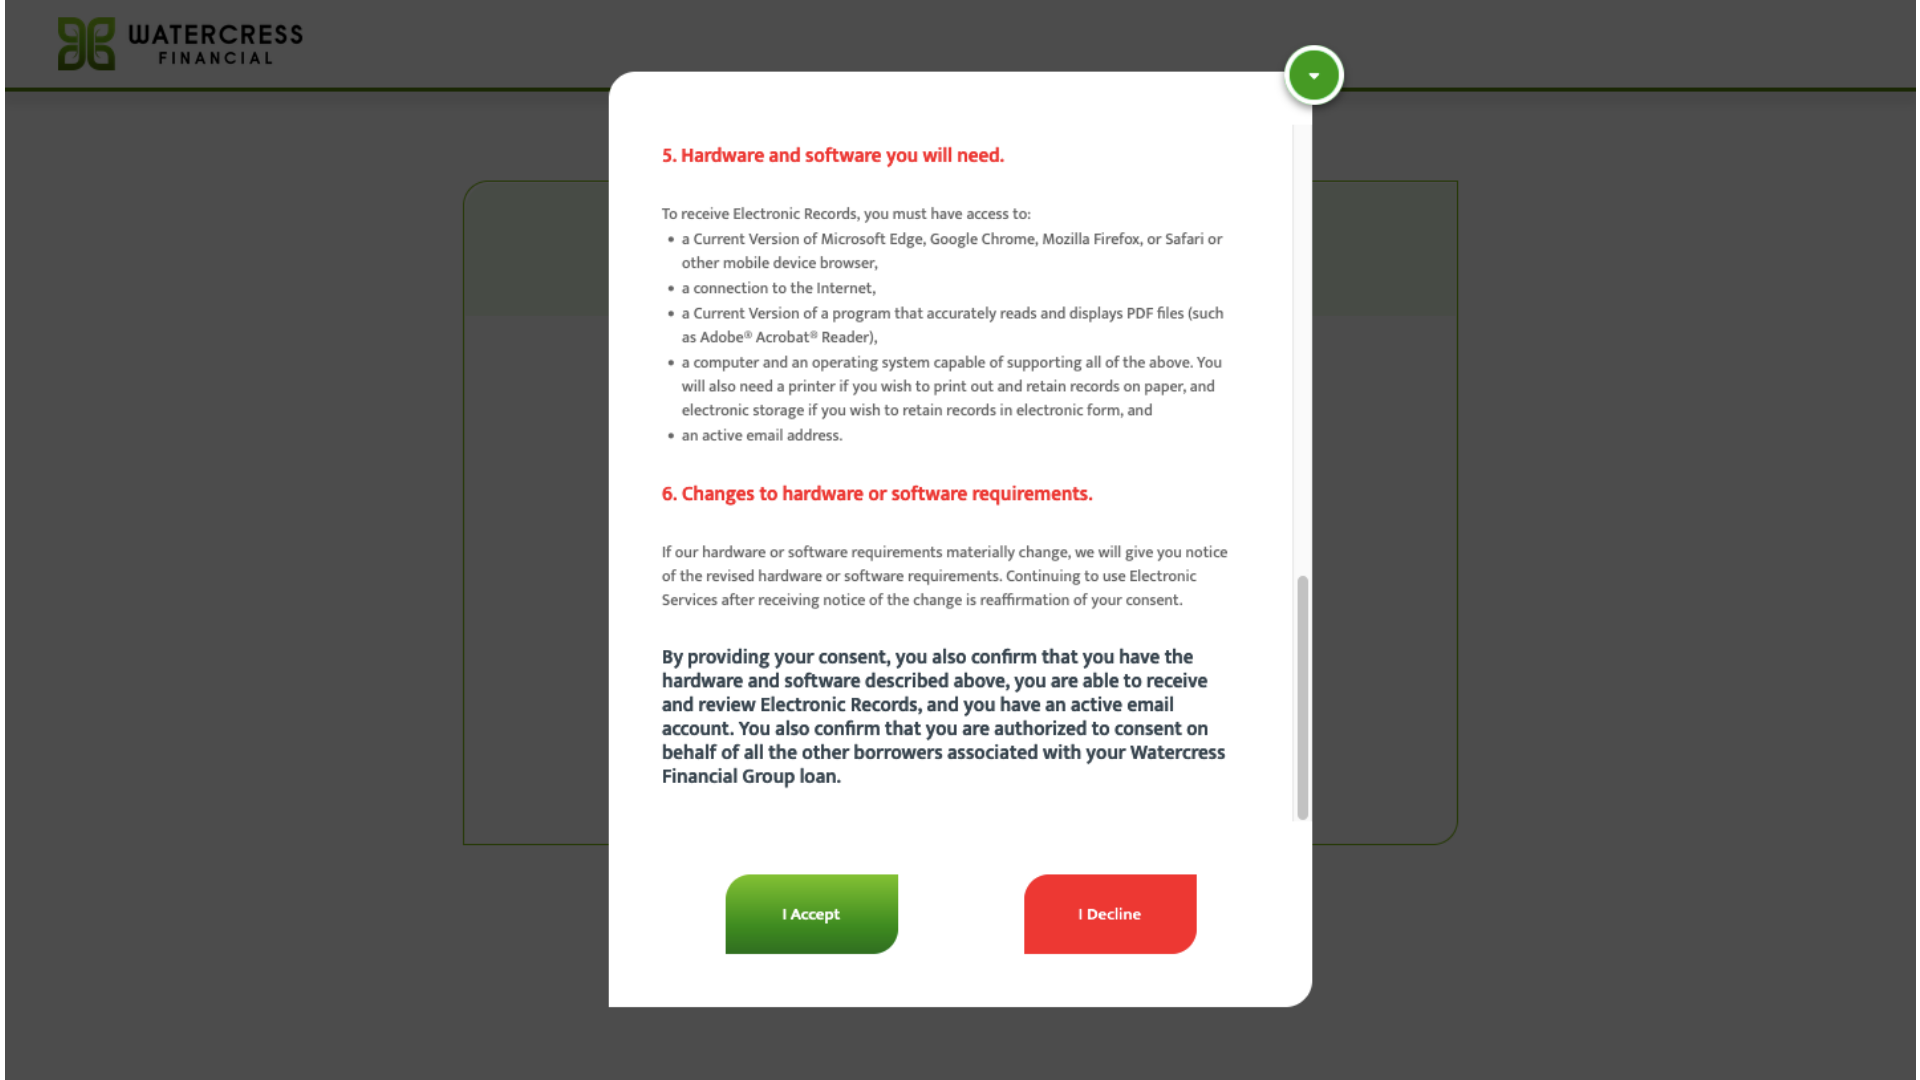 WATERCRESS
FINANCIAL
5. Hardware and software you will need.
To receive Electronic Records, you must have access to:
• a Current Version of Microsoft Edge, Google Chrome, Mozilla Firefox, or Safari or
other mobile device browser,
• a connection to the Internet,
• a Current Version of a program that accurately reads and displays PDF files (such
as Adobe® Acrobat® Reader),
• a computer and an operating system capable of supporting all of the above. You
will also need a printer if you wish to print out and retain records on paper, and
electronic storage if you wish to retain records in electronic form, and
• an active email address.
6. Changes to hardware or software requirements.
If our hardware or software requirements materially change, we will give you notice
of the revised hardware or software requirements. Continuing to use Electronic
Services after receiving notice of the change is reaffirmation of your consent.
By providing your consent, you also confirm that you have the
hardware and software described above, you are able to receive
and review Electronic Records, and you have an active email
account. You also confirm that you are authorized to consent on
behalf of all the other borrowers associated with your Watercress
Financial Group loan.
I Accept
I Decline